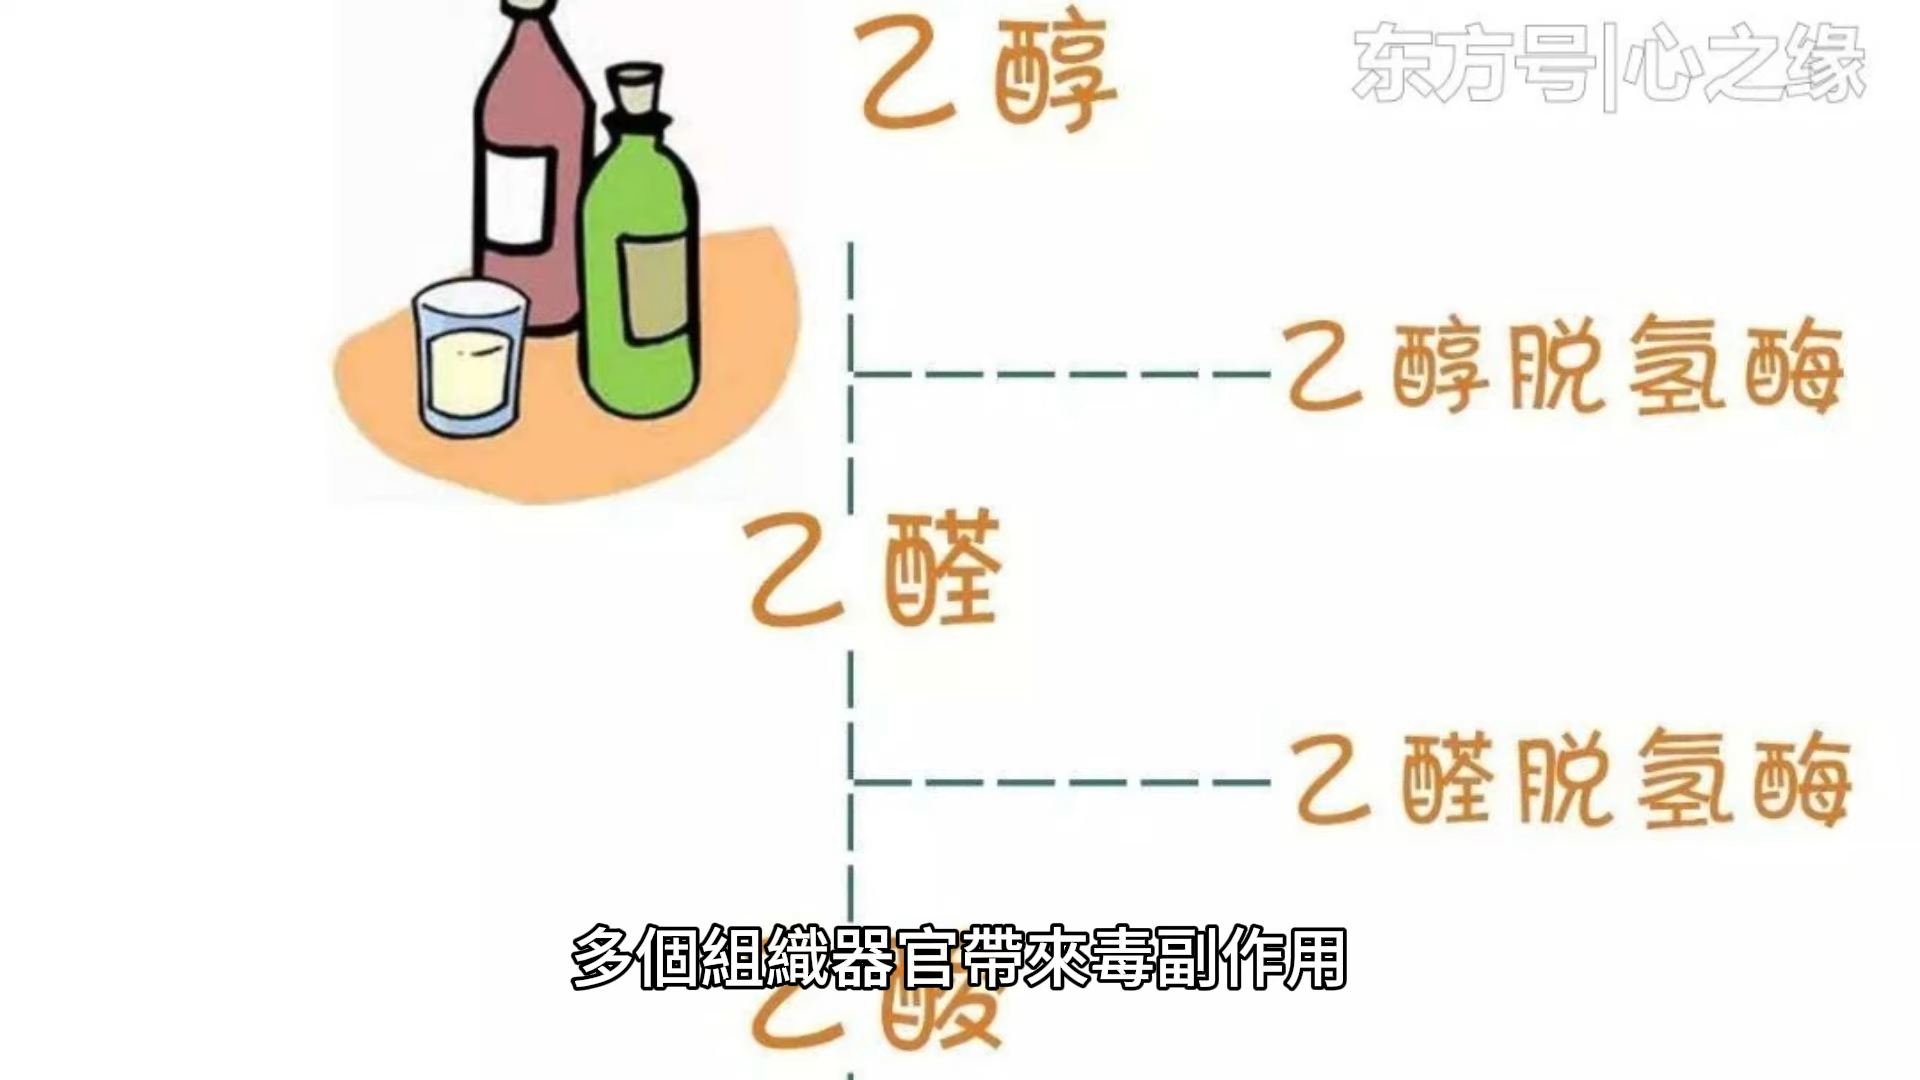 乙醇
东方号|心之缘
乙醇脱氢酶
乙醛
乙醛脱氢酶
多個組織器官帶來毒副作用
乙酸